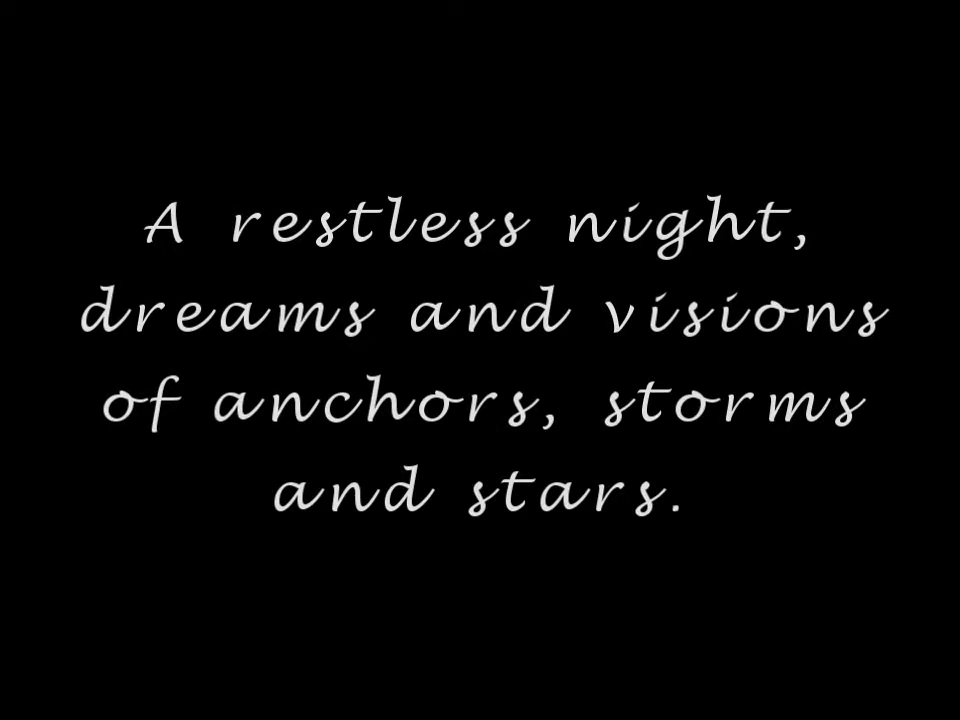 A restless night,
dreams and visions
of anchors, storms
and stars.